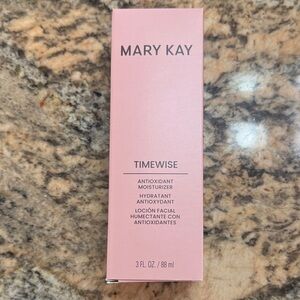 MARY KAY
TIMEWISE
ANTIOXIDANT
MOISTURIZER
HYDRATANT
ANTIOXYDANT
LOCIÓN FACIAL
HUMECTANTE CON
ANTIOXIDANTES
3 FL. OZ. / 88 ml